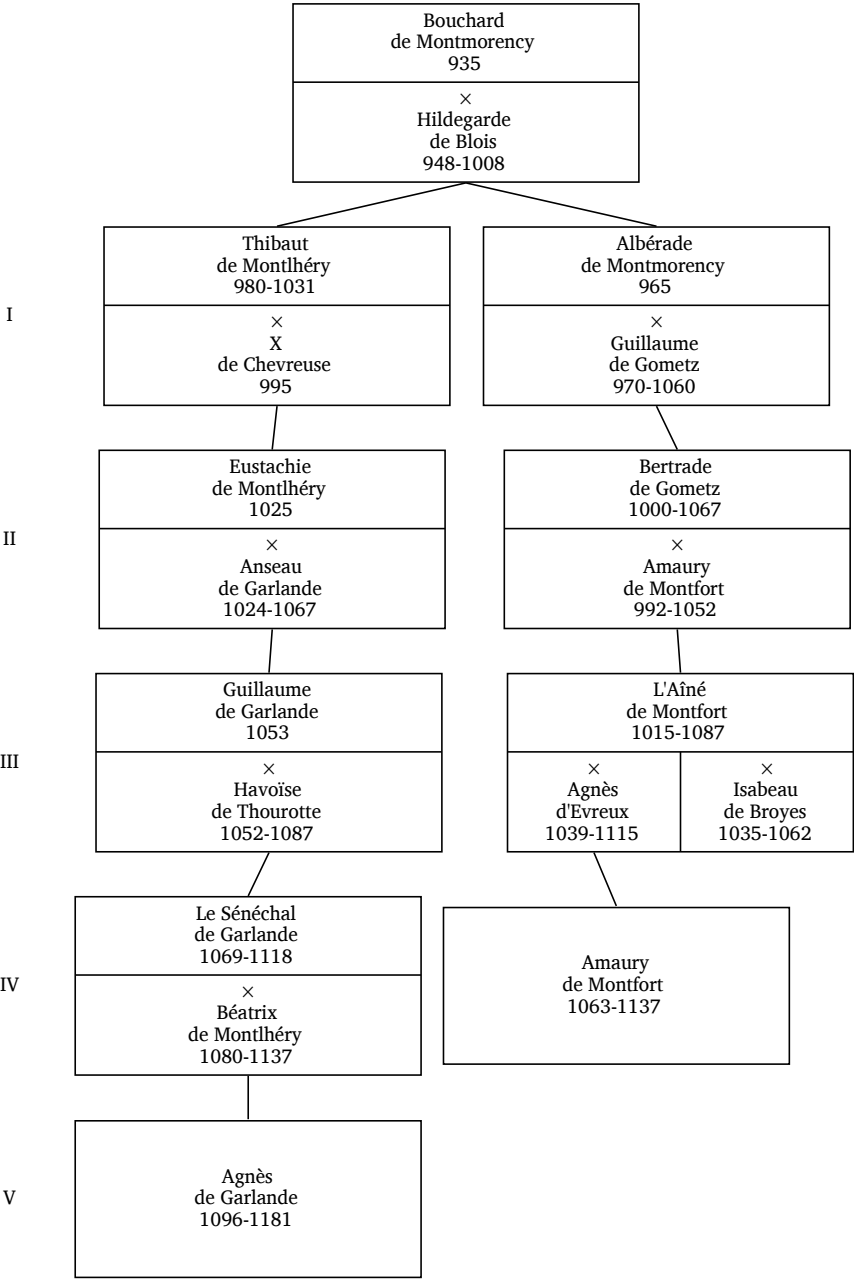 Bouchard
de Montmorency
935
×
Hildegarde
de Blois
948-1008
I
Thibaut
de Montlhéry
980-1031
×
X
de Chevreuse
995
Albérade
de Montmorency
965
×
Guillaume
de Gometz
970-1060
II
Eustachie
de Montlhéry
1025
×
Anseau
de Garlande
1024-1067
Bertrade
de Gometz
1000-1067
×
Amaury
de Montfort
992-1052
III
Guillaume
de Garlande
1053
×
Havoïse
de Thourotte
1052-1087
L'Aîné
de Montfort
1015-1087
×
Agnès
d'Evreux
1039-1115
×
Isabeau
de Broyes
1035-1062
IV
Le Sénéchal
de Garlande
1069-1118
×
Béatrix
de Montlhéry
1080-1137
Amaury
de Montfort
1063-1137
V
Agnès
de Garlande
1096-1181